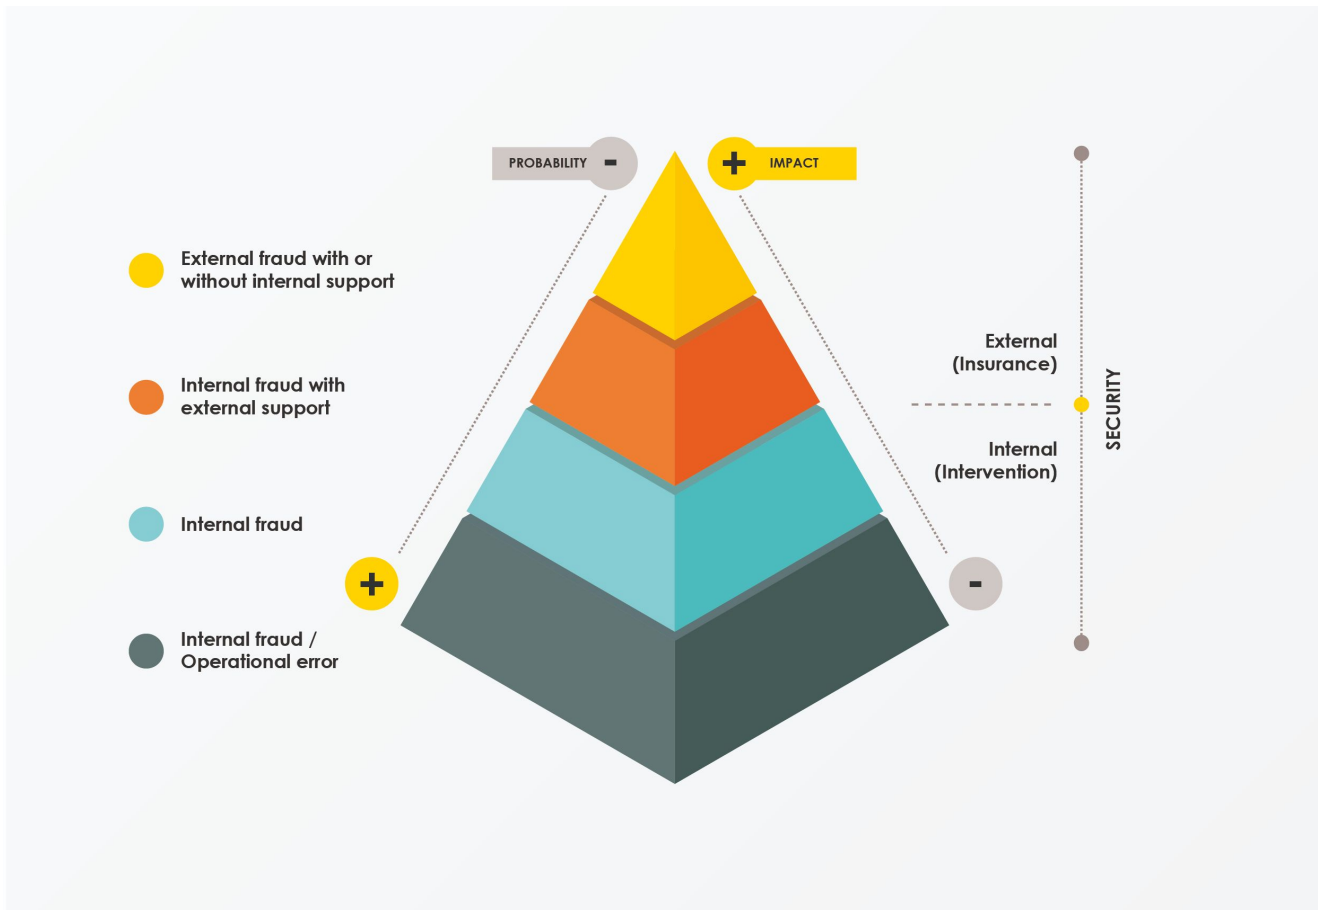 PROBABILITY -
+ IMPACT
External fraud with or
without internal support
Internal fraud with
external support
Internal fraud
Internal fraud /
Operational error
+
-
External
(Insurance)
Internal
(Intervention)
SECURITY